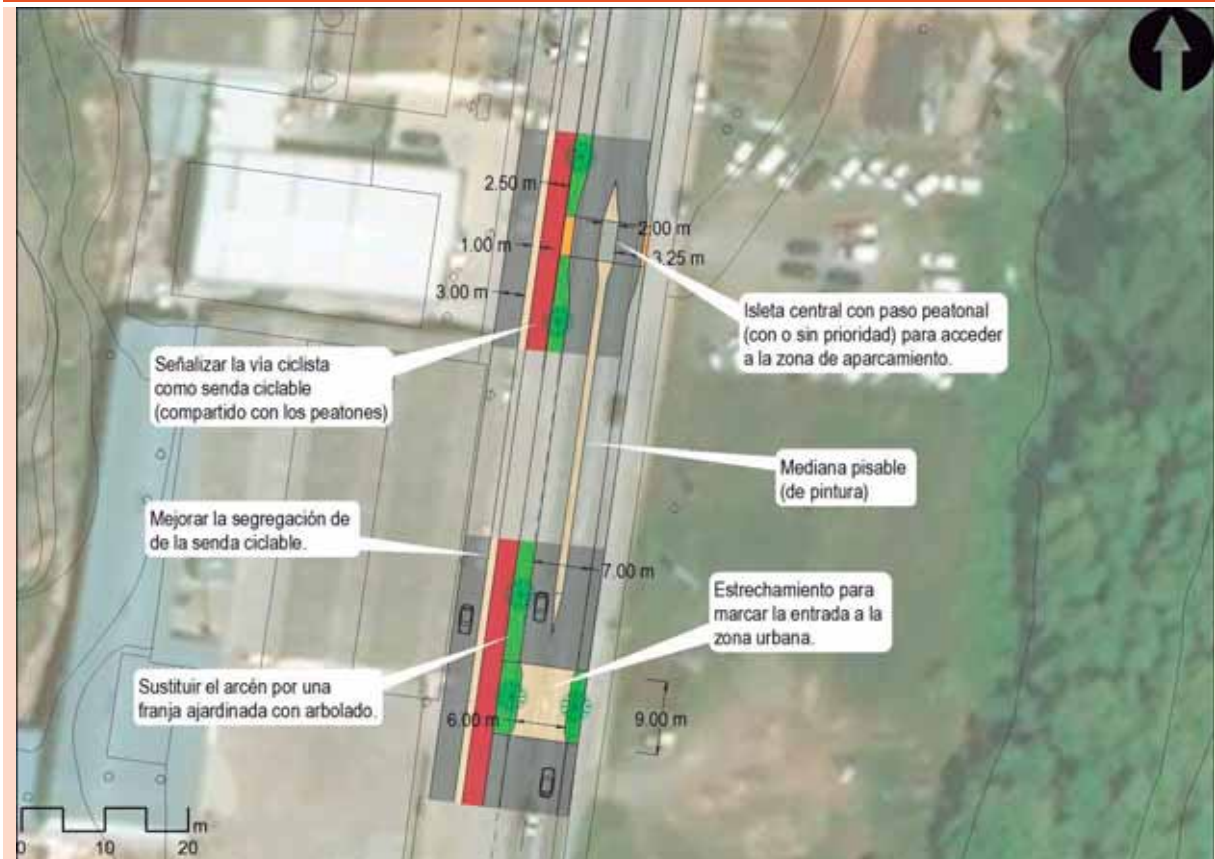 2.50 m
2.00 m
1.00 m
3.25 m
3.00 m
Isleta central con paso peatonal
(con o sin prioridad) para acceder
a la zona de aparcamiento.
Señalizar la vía ciclista
como senda ciclable
(compartido con los peatones)
Mediana pisable
(de pintura)
Mejorar la segregación de
de la senda ciclable.
7.00 m
Estrechamiento para
marcar la entrada a la
zona urbana.
Sustituir el arcén por una
franja ajardinada con arbolado.
6.00 m
9.00 m
m
0 10 20